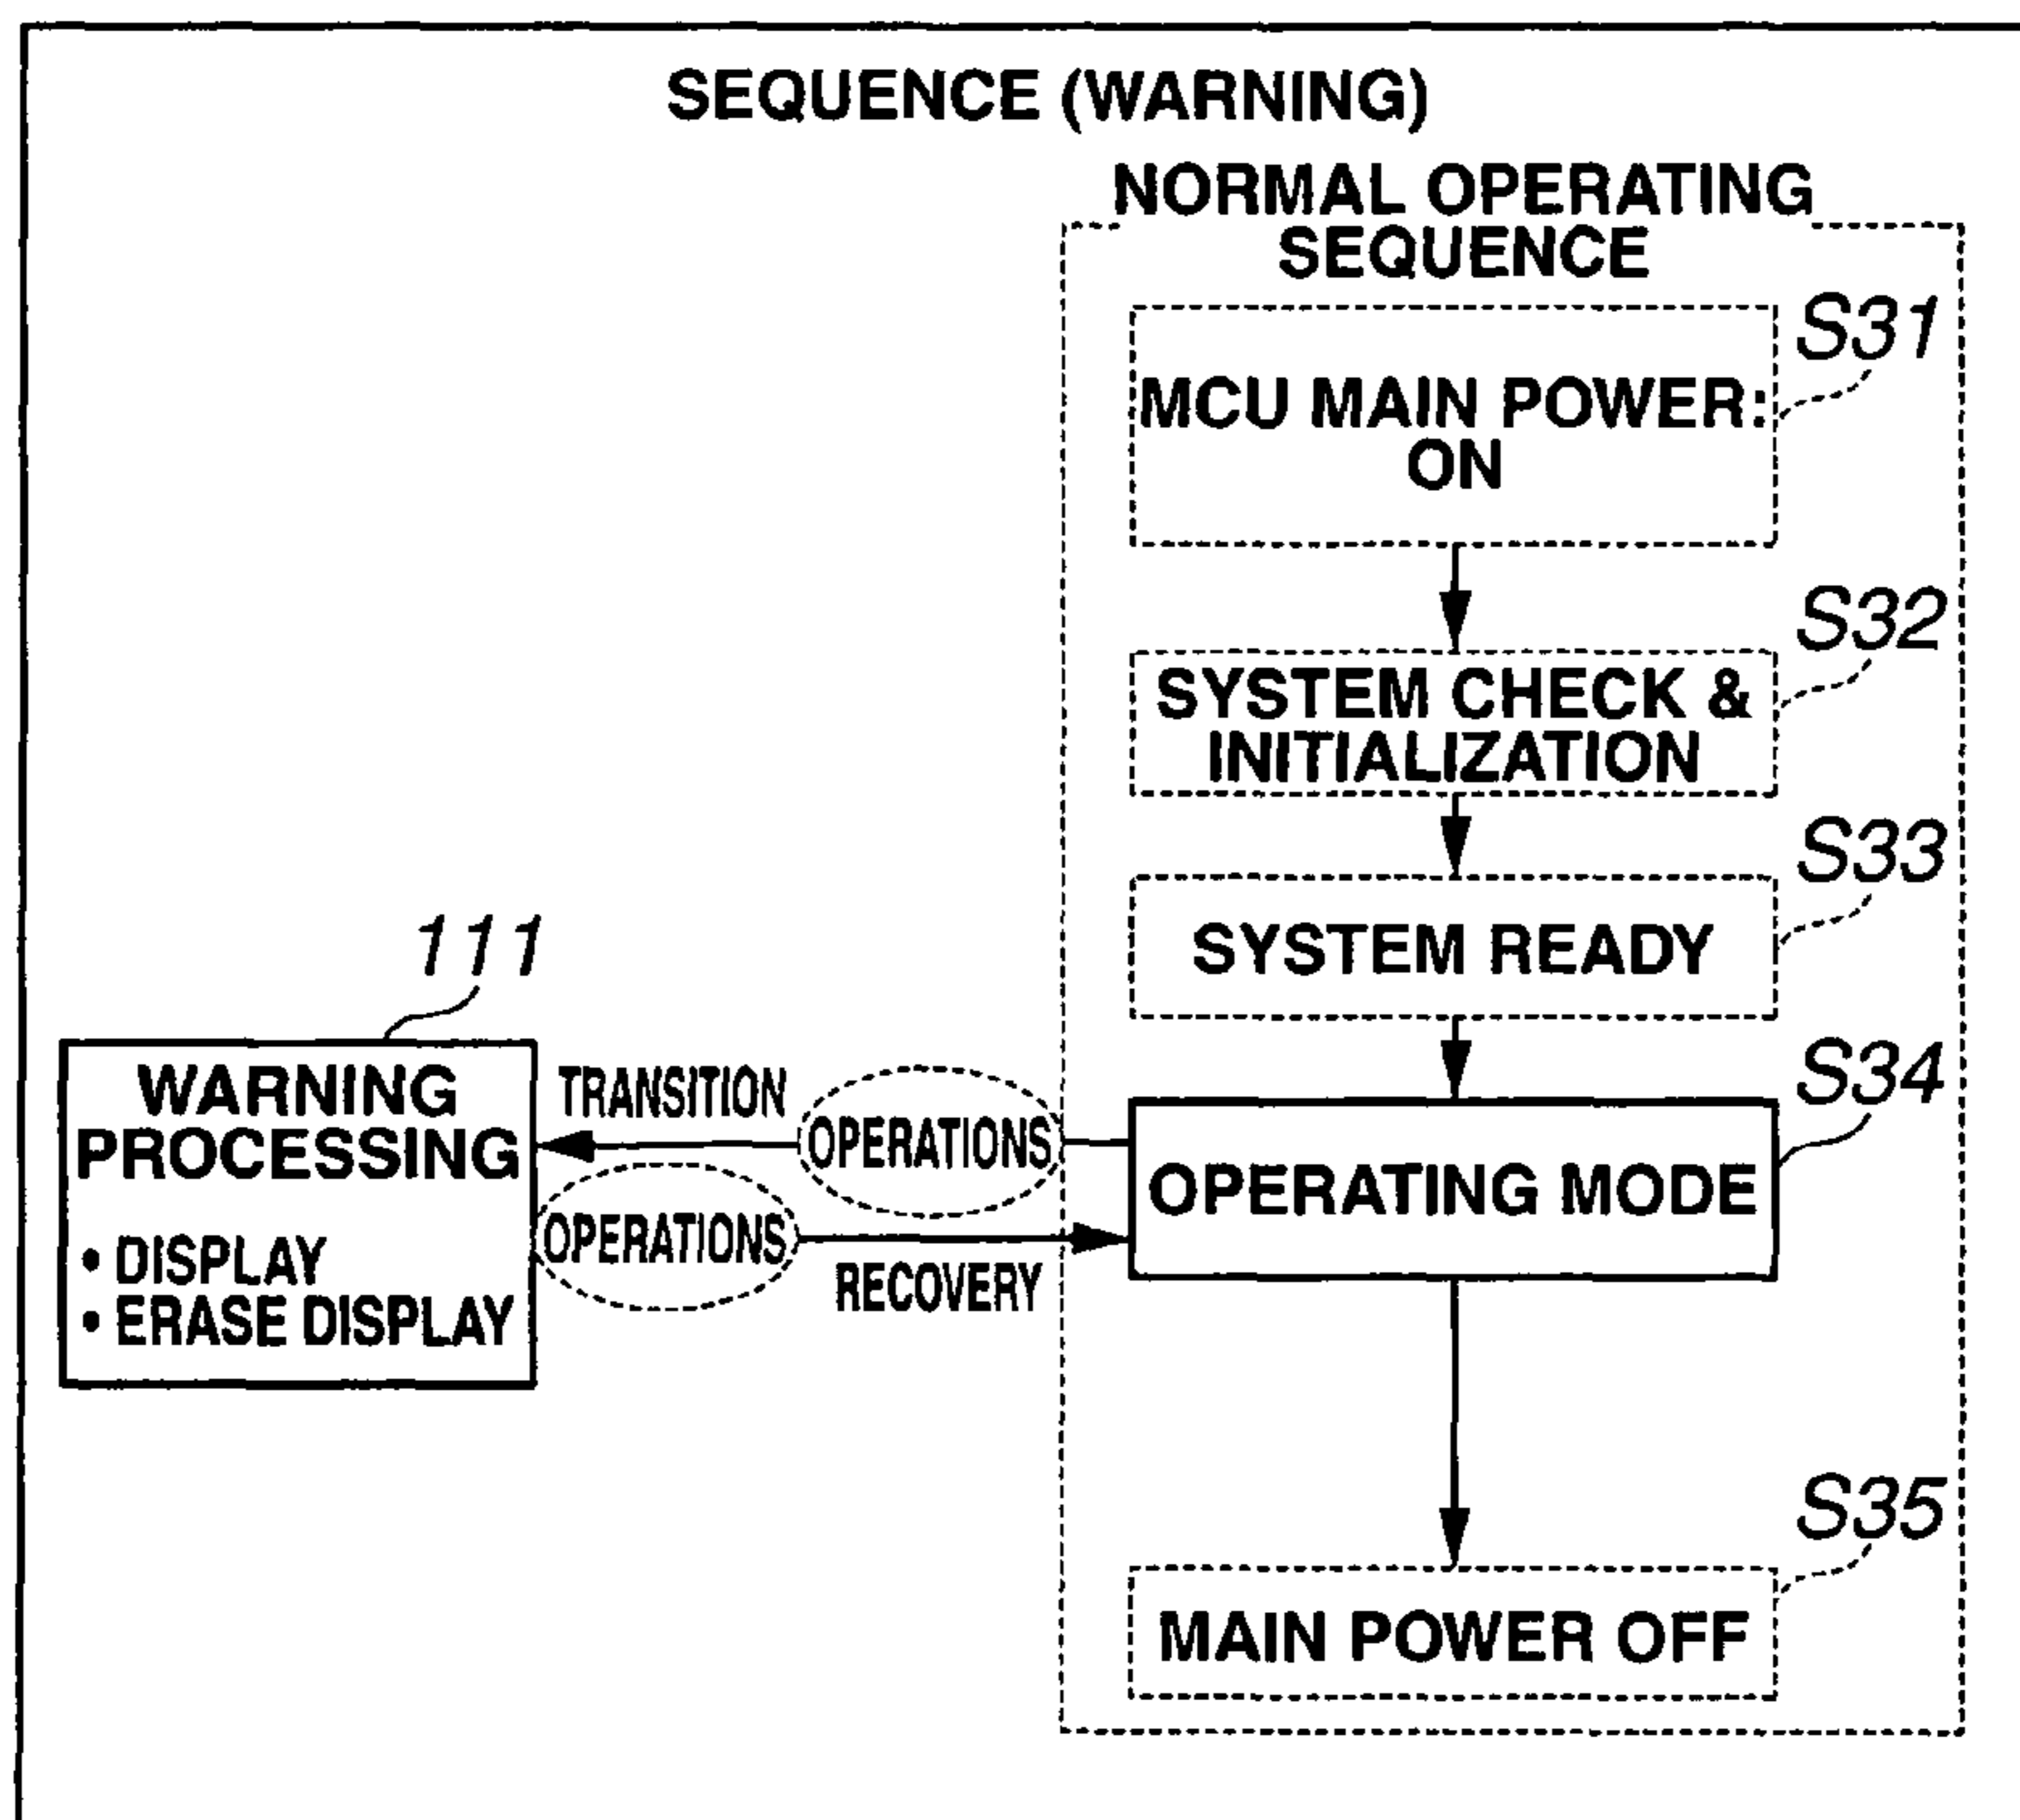 SEQUENCE (WARNING)
NORMAL OPERATING
SEQUENCE
S31
MCU MAIN POWER:
ON
S32
SYSTEM CHECK &
INITIALIZATION
S33
SYSTEM READY
111
S34
WARNING
PROCESSING
• DISPLAY
• ERASE DISPLAY
TRANSITION
OPERATIONS
OPERATIONS
RECOVERY
OPERATING MODE
S35
MAIN POWER OFF